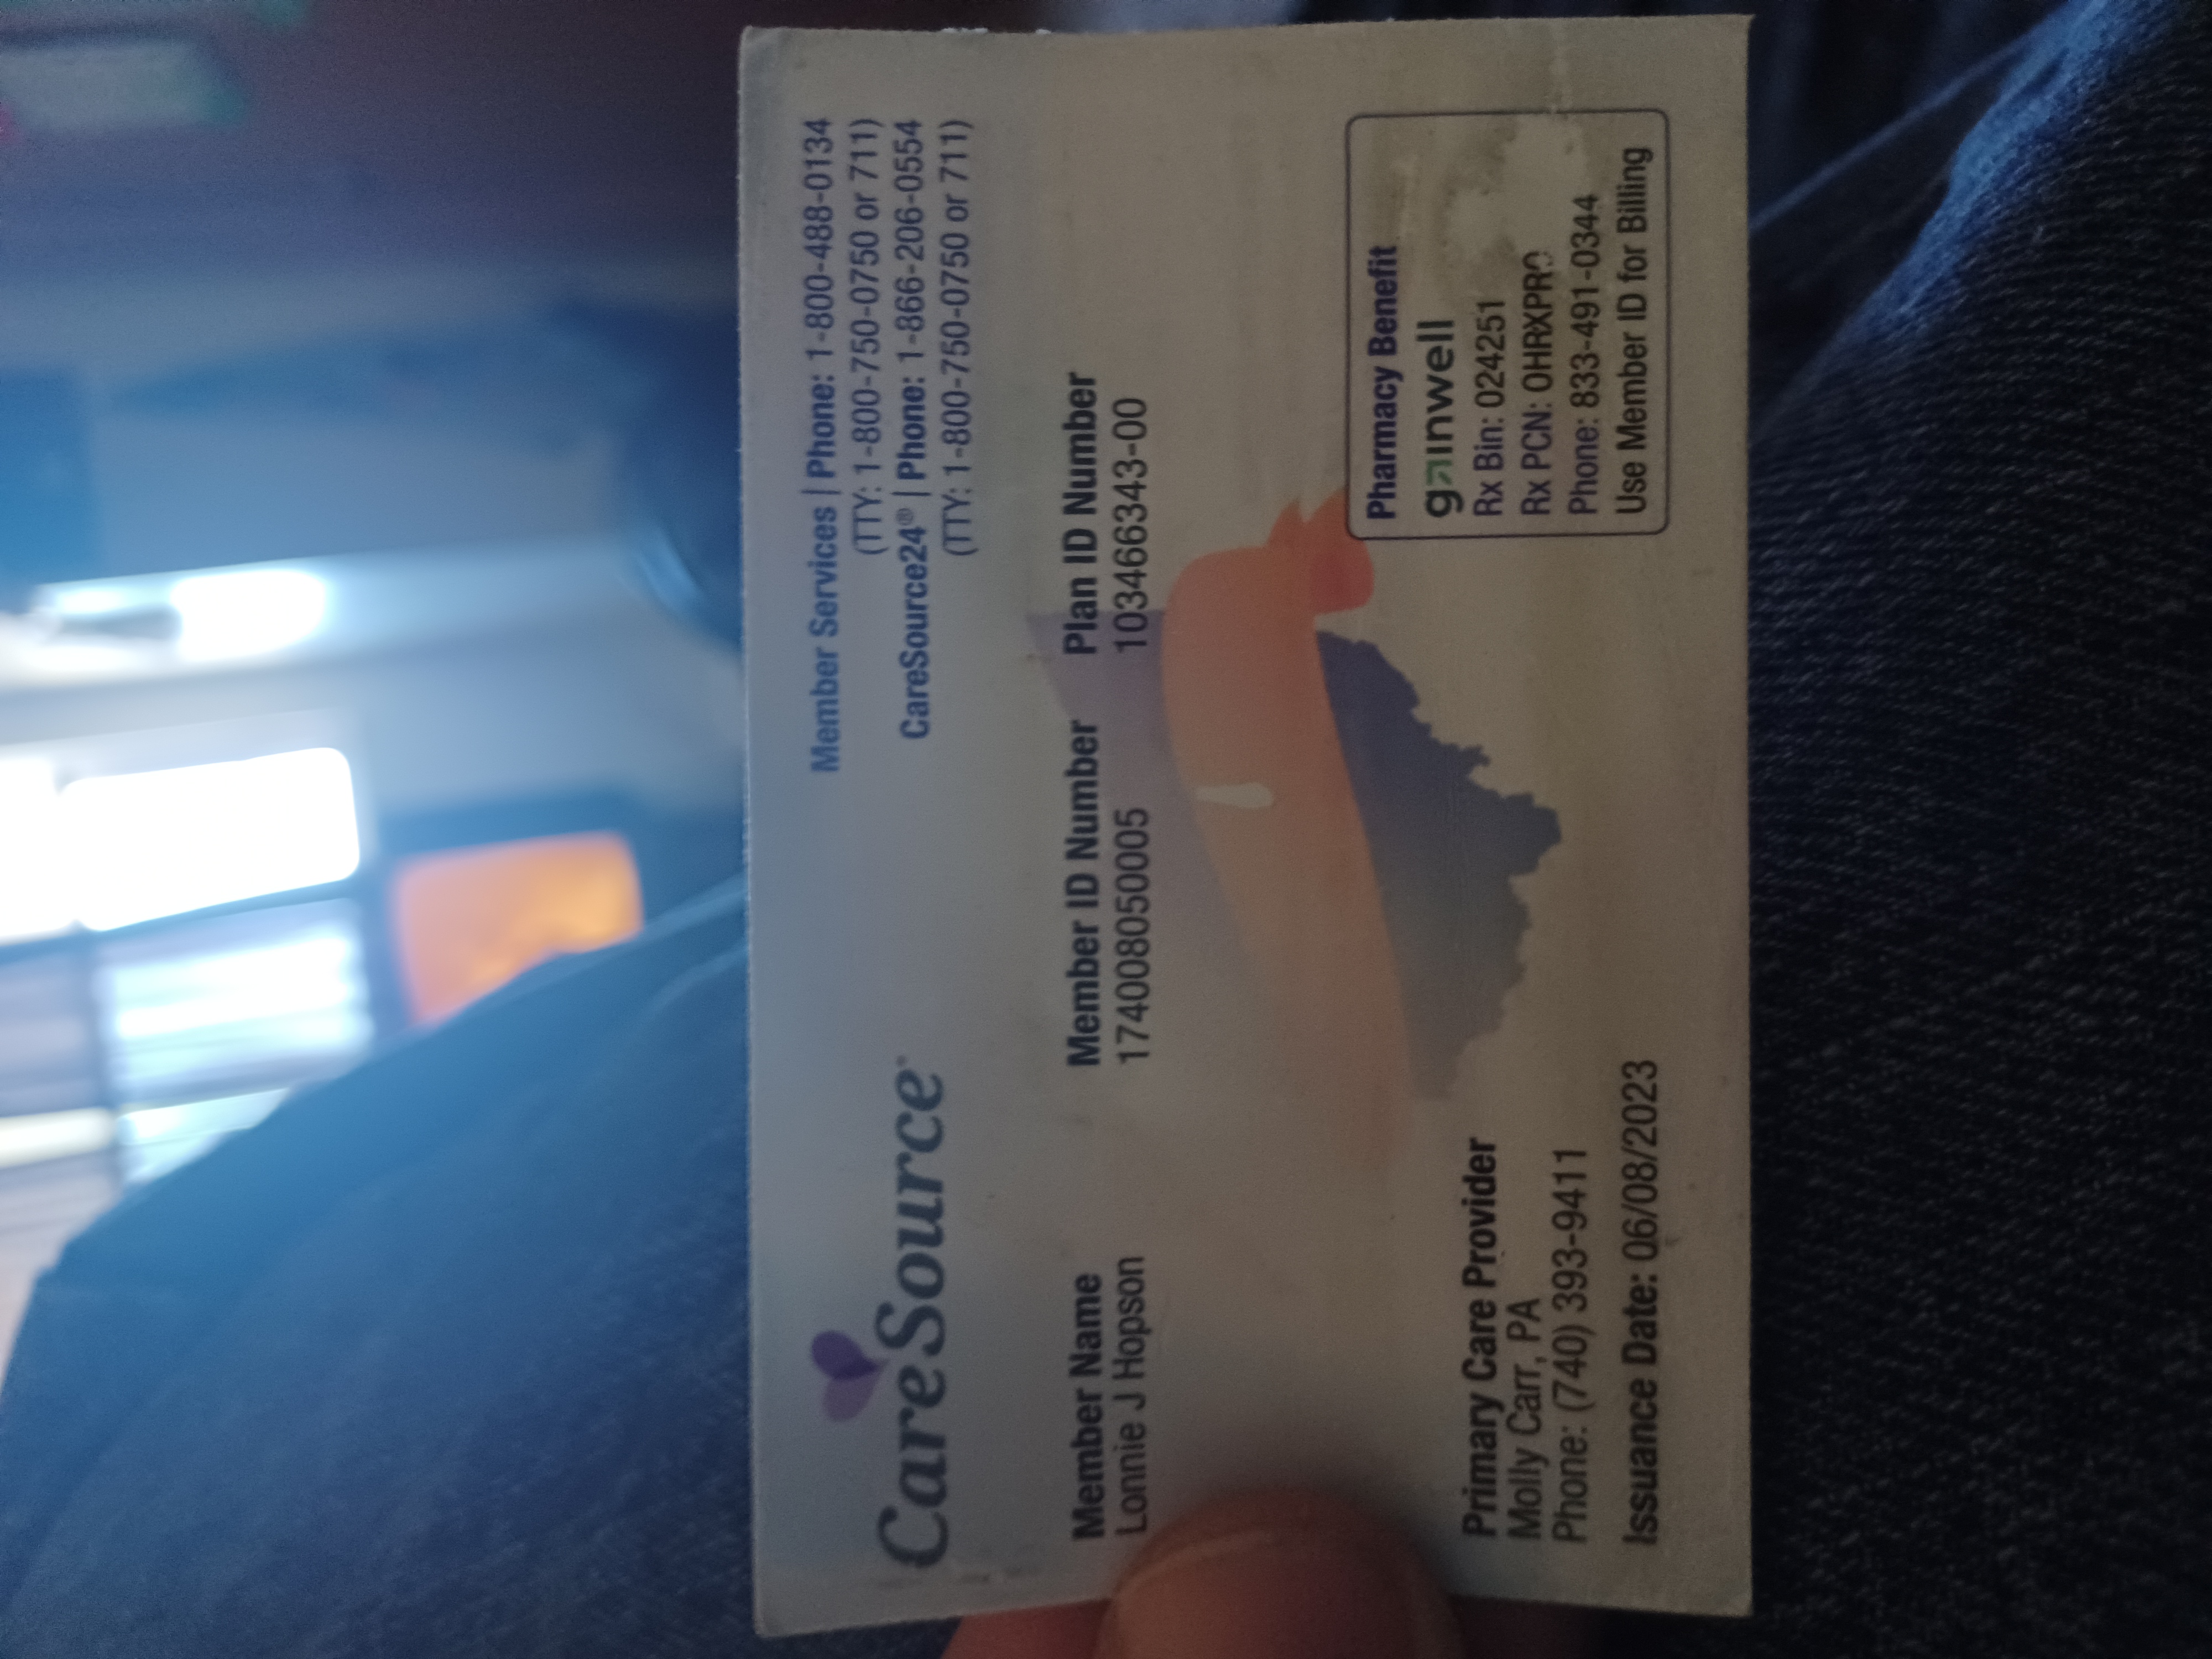 CareSource
Member Services | Phone: 1-800-488-0134
(TTY: 1-800-750-0750 or 711)
CareSource24® | Phone: 1-866-206-0554
(TTY: 1-800-750-0750 or 711)
Member Name
Lonnie J Hopson
Member ID Number
174008050005
Plan ID Number
103466343-00
Primary Care Provider
Molly Carr, PA
Phone: (740) 393-9411
Issuance Date: 06/08/2023
Pharmacy Benefit
gainwell
Rx Bin: 024251
Rx PCN:
Phone: 833-491-0344
Use Member ID for Billing